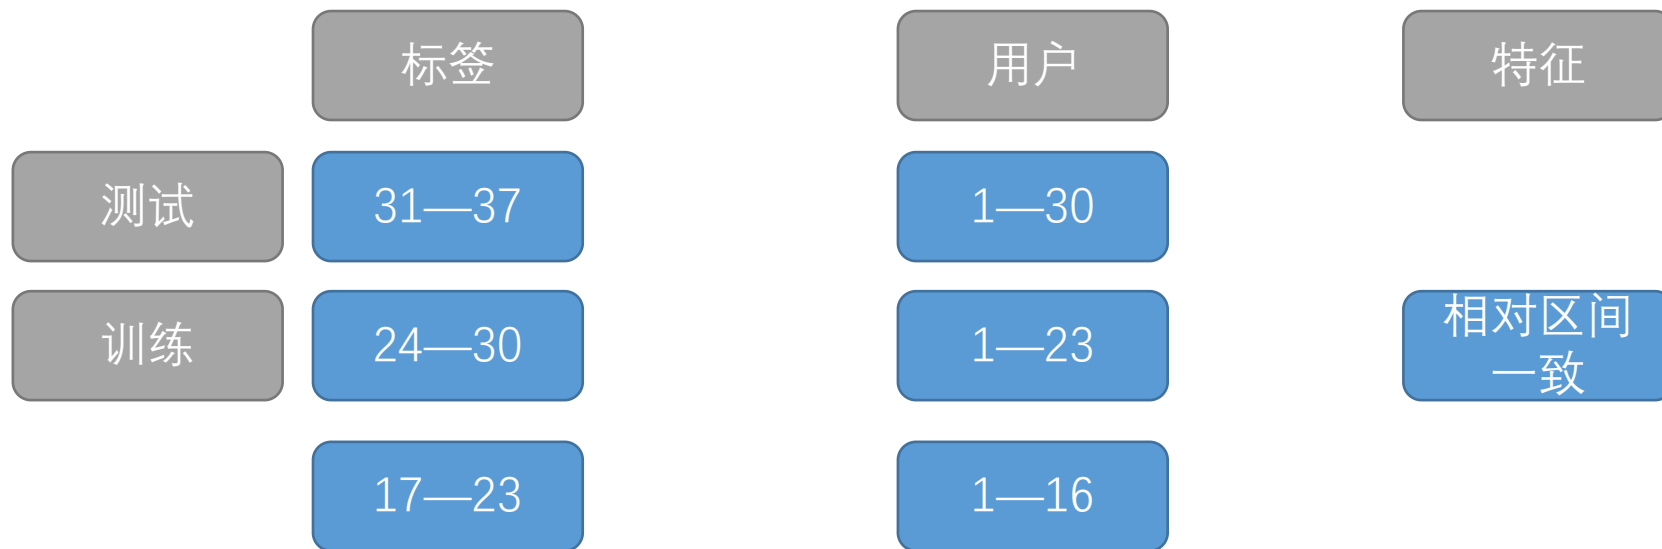 标签
用户
特征
测试
31—37
1—30
训练
24—30
1—23
相对区间
一致
17—23
1—16